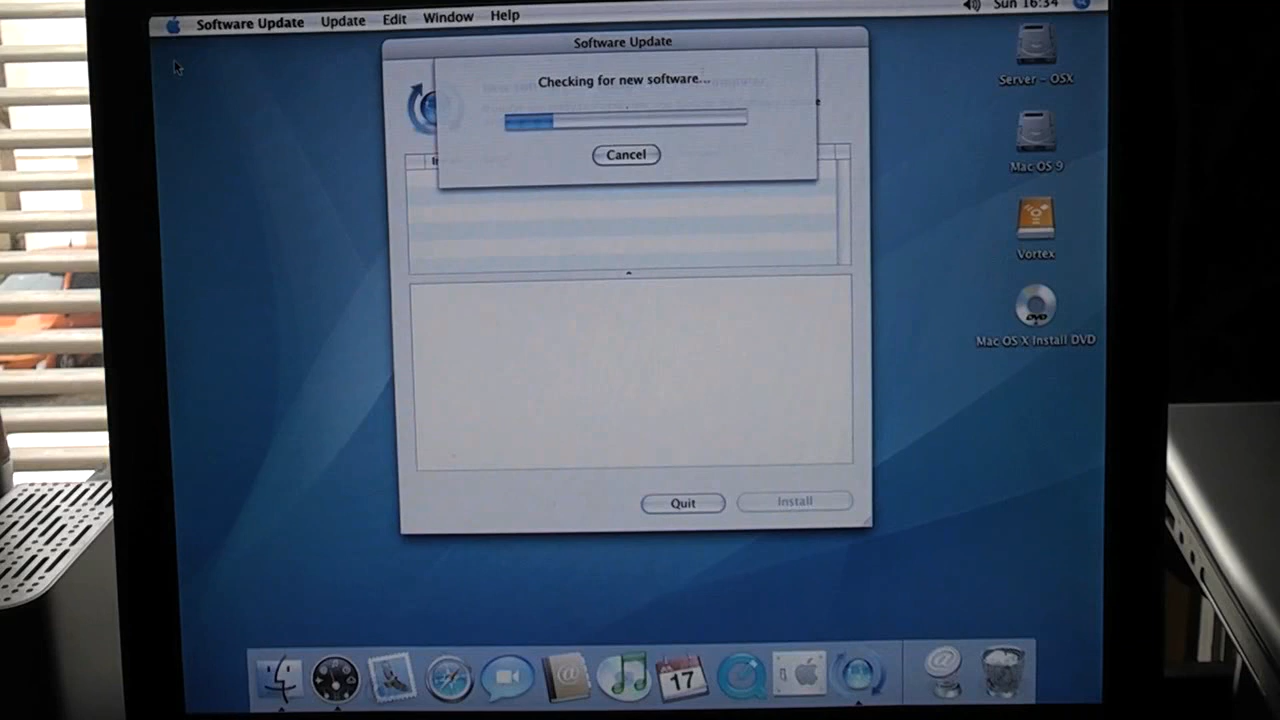 Software Update Update Edit Window Help
Sun 16:34
Software Update
Checking for new software...
Cancel
Server - OSX
Mac OS 9
Vortex
DVD
Mac OS X Install DVD
Quit
Install
17